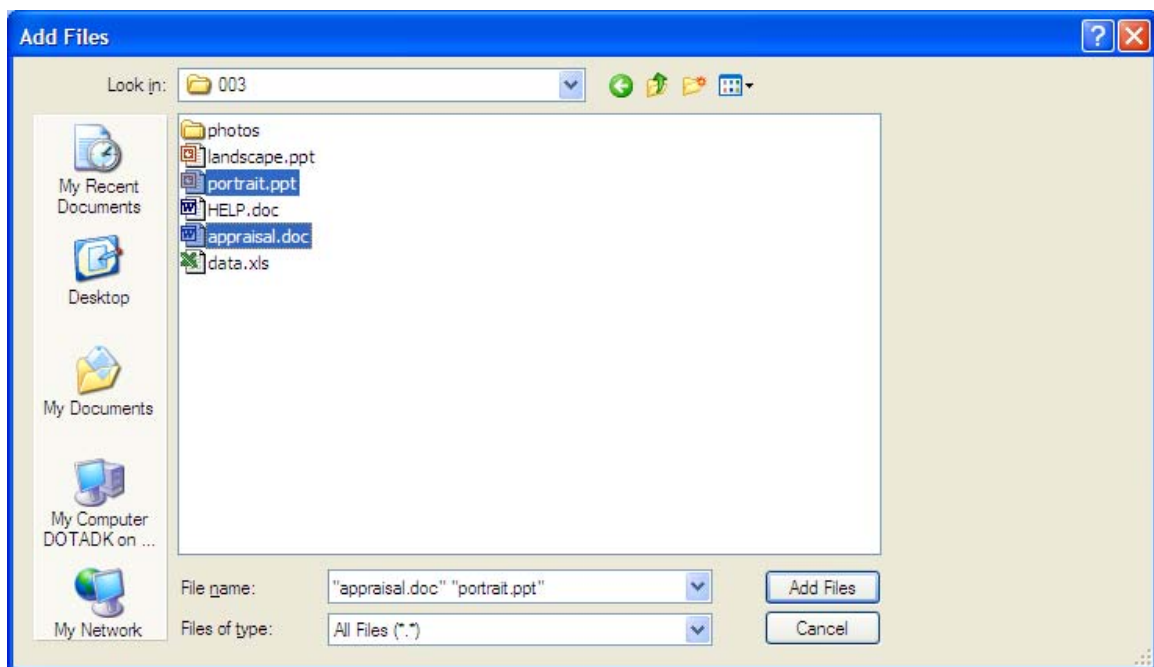 Add Files
Look in:
003
My Recent
Documents
Desktop
My Documents
My Computer
DOTADK on ...
My Network
photos
landscape.ppt
portrait.ppt
HELP.doc
appraisal.doc
data.xls
File name:
"appraisal.doc" "portrait.ppt"
Add Files
Files of type:
All Files (*.*)
Cancel